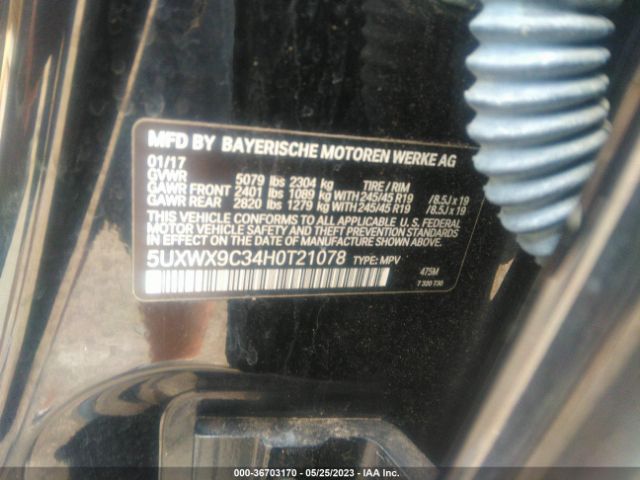 MFD BY BAYERISCHE MOTOREN WERKE AG
01/17
GVWR 5079 lbs 2304 kg TIRE / RIM
GAWR FRONT 2401 lbs 1089 kg WITH 245/45 R19 / 8.5J x 19
GAWR REAR 2820 lbs 1279 kg WITH 245/45 R19 / 8.5J x 19
THIS VEHICLE CONFORMS TO ALL APPLICABLE U.S. FEDERAL
MOTOR VEHICLE SAFETY STANDARDS IN EFFECT
ON THE DATE OF MANUFACTURE SHOWN ABOVE.
5UXWX9C34H0T21078 TYPE: MPV
475M
7 320 730
000-36703170 - 05/25/2023 - IAA Inc.